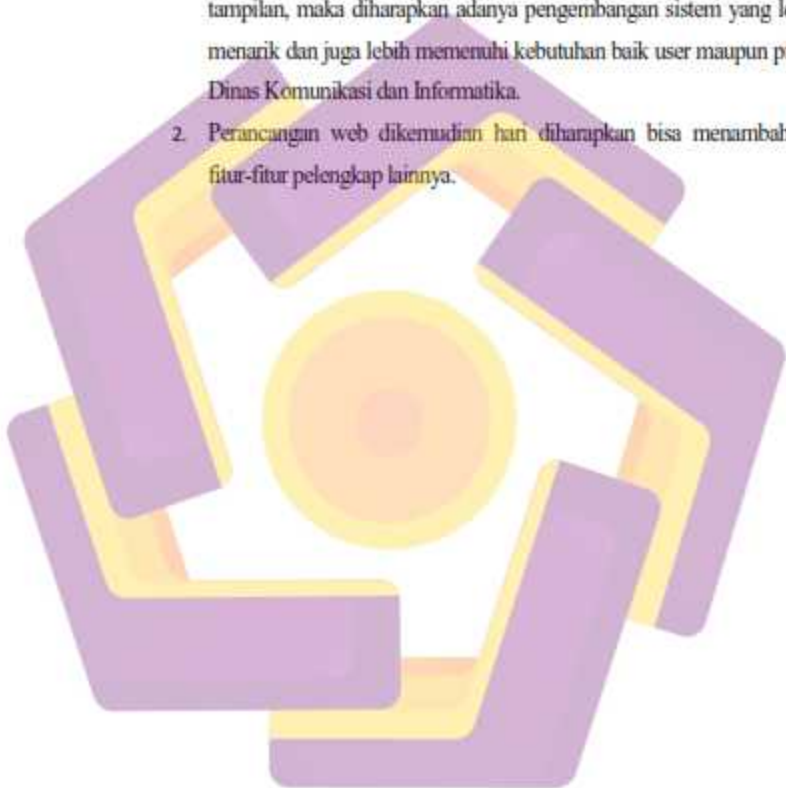 tampilan, maka diharapkan adanya pengembangan sistem yang
menarik dan juga lebih memenuhi kebutuhan baik user maupun
Dinas Komunikasi dan Informatika.
2. Perancangan web dikemudian hari diharapkan bisa menambah
fitur-fitur pelengkap lainnya.